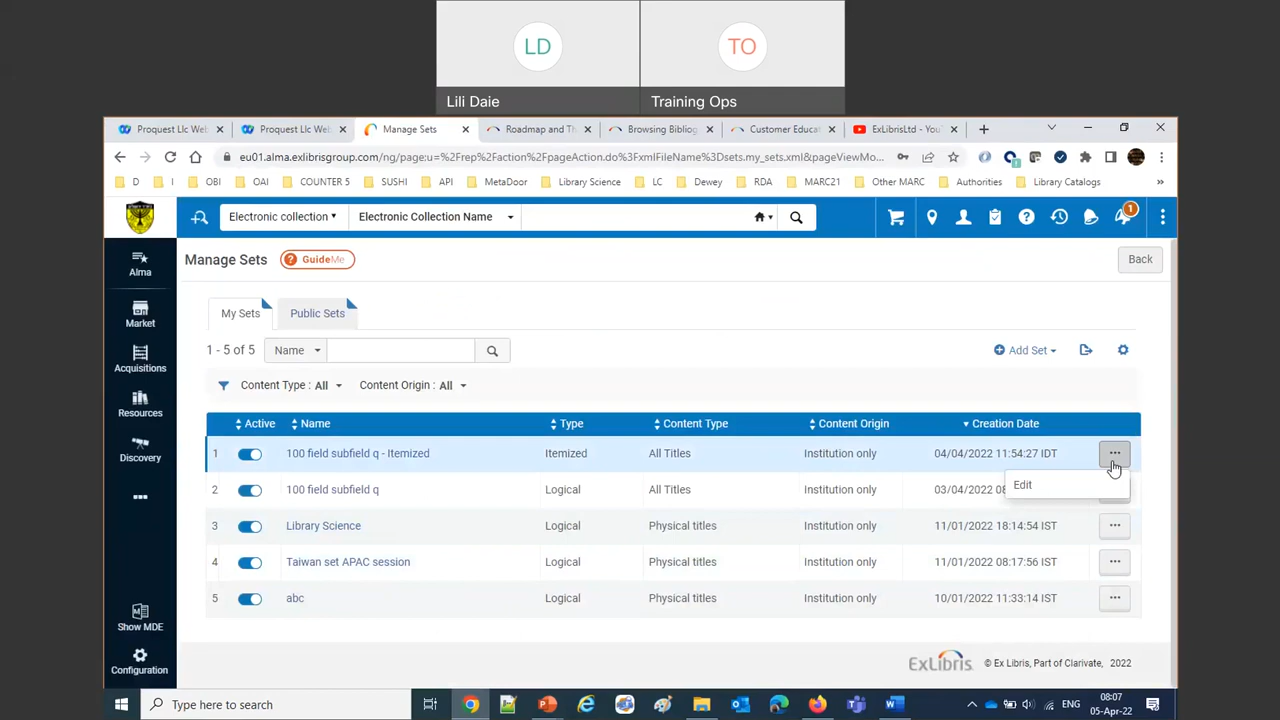 LD
TO
Lili Daie
Training Ops
Proquest Llc Web
Proquest Llc Web
Manage Sets
Roadmap and Th
Browsing Bibliog
Customer Educat
ExLibrisLtd - You
eu01.alma.exlibrisgroup.com/ng/page:u=%2Frep%2Faction%2FpageAction.do%3FxmlFileName%3Dsets.my_sets.xml&pageViewMo...
D I OBI OAI COUNTER 5 SUSHI API MetaDoor Library Science LC Dewey RDA MARC21 Other MARC Authorities Library Catalogs »
Electronic collection Electronic Collection Name 1
Alma
Manage Sets GuideMe Back
Market
My Sets Public Sets
1 - 5 of 5 Name Add Set
Acquisitions
Content Type : All Content Origin : All
Resources
Active Name Type Content Type Content Origin Creation Date
Discovery
1 100 field subfield q - Itemized Itemized All Titles Institution only 04/04/2022 11:54:27 IDT
Edit
2 100 field subfield q Logical All Titles Institution only 03/04/2022 08
3 Library Science Logical Physical titles Institution only 11/01/2022 18:14:54 IST
4 Taiwan set APAC session Logical Physical titles Institution only 11/01/2022 08:17:56 IST
5 abc Logical Physical titles Institution only 10/01/2022 11:33:14 IST
Show MDE
Configuration
ExLibris © Ex Libris, Part of Clarivate, 2022
Type here to search
ENG
08:07
05-Apr-22